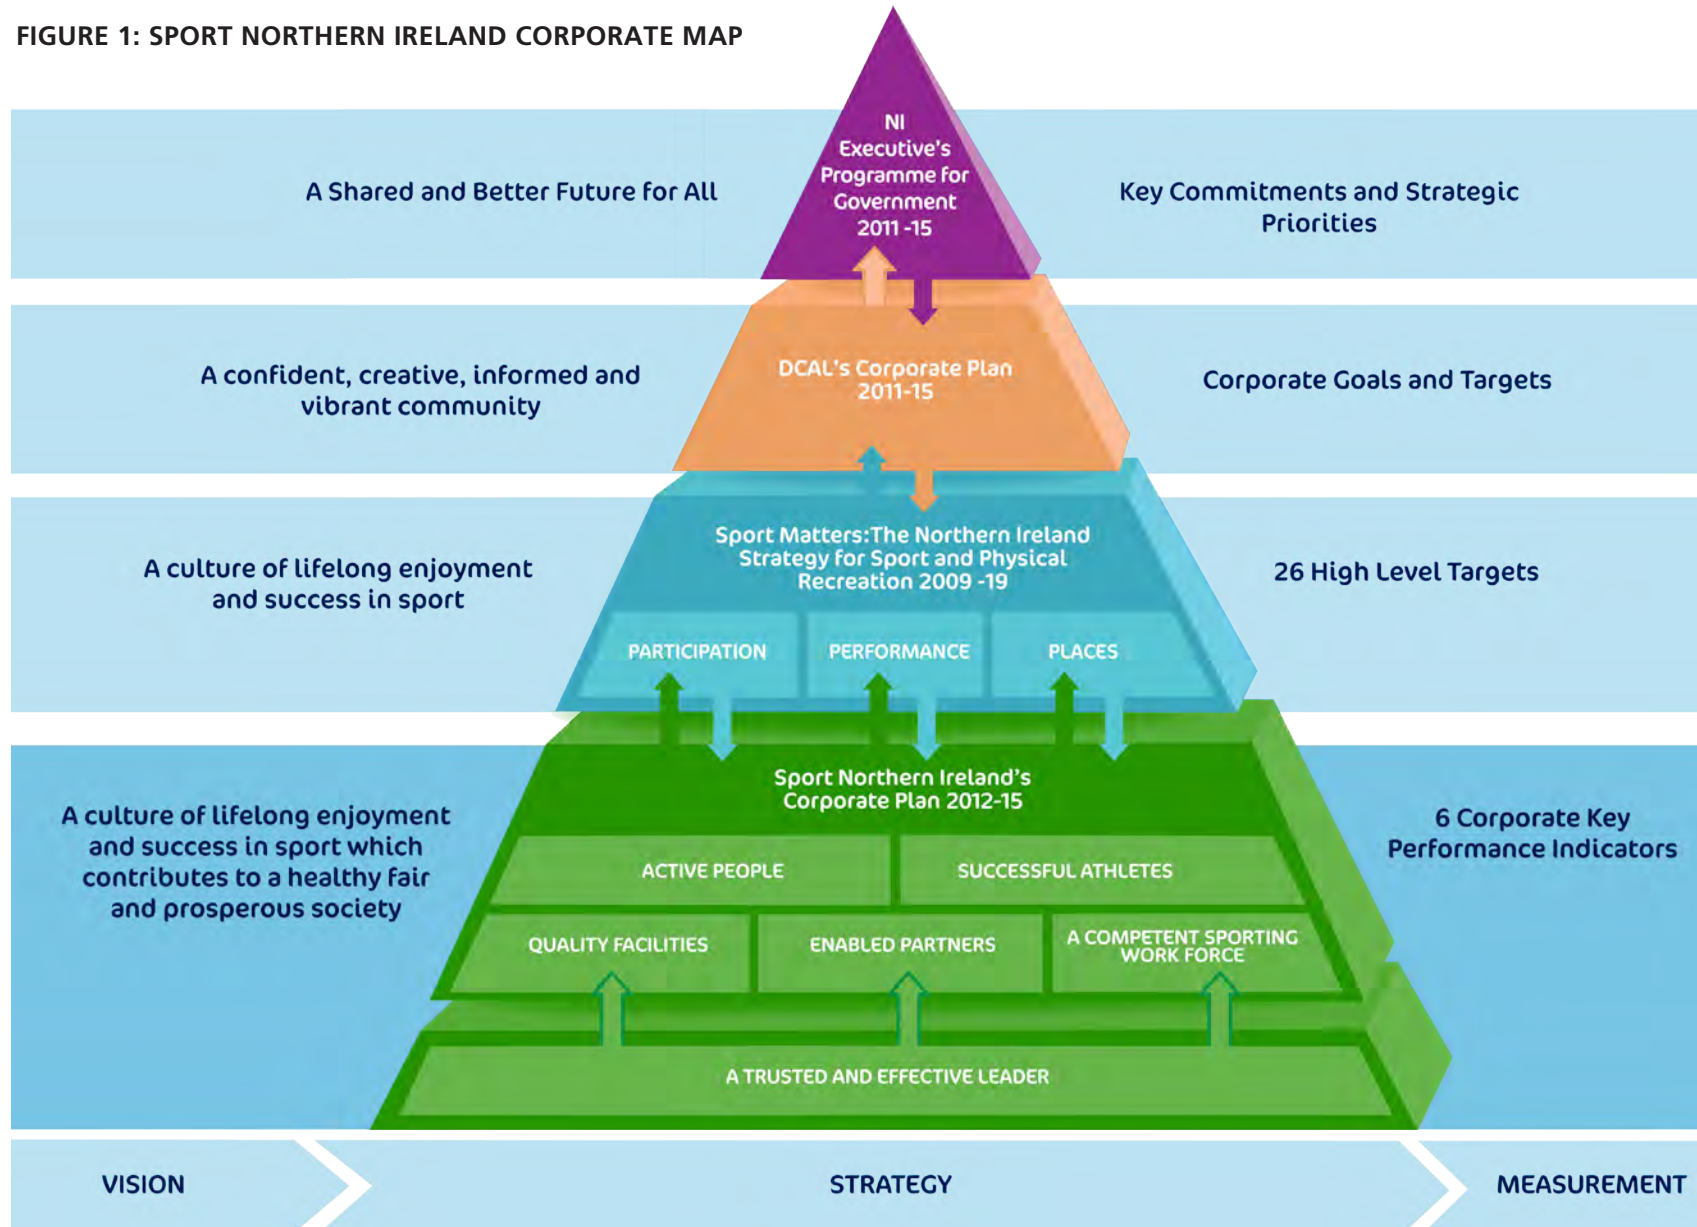 FIGURE 1: SPORT NORTHERN IRELAND CORPORATE MAP
A Shared and Better Future for All
NI
Executive's
Programme for
Government
2011 -15
Key Commitments and Strategic
Priorities
A confident, creative, informed and
vibrant community
DCAL's Corporate Plan
2011-15
Corporate Goals and Targets
A culture of lifelong enjoyment
and success in sport
Sport Matters:The Northern Ireland
Strategy for Sport and Physical
Recreation 2009 -19
26 High Level Targets
PARTICIPATION
PERFORMANCE
PLACES
A culture of lifelong enjoyment
and success in sport which
contributes to a healthy fair
and prosperous society
Sport Northern Ireland's
Corporate Plan 2012-15
6 Corporate Key
Performance Indicators
ACTIVE PEOPLE
SUCCESSFUL ATHLETES
QUALITY FACILITIES
ENABLED PARTNERS
A COMPETENT SPORTING
WORK FORCE
A TRUSTED AND EFFECTIVE LEADER
VISION
STRATEGY
MEASUREMENT